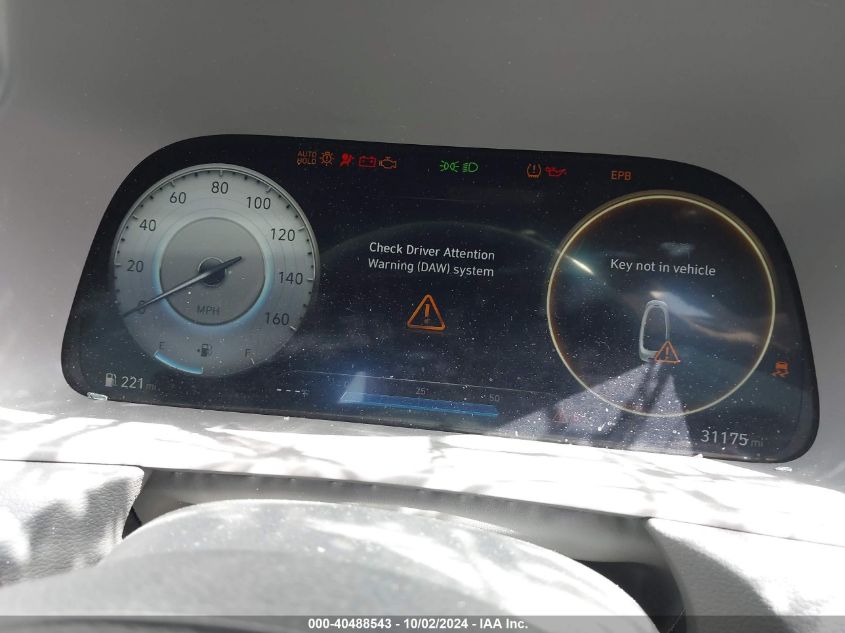 AUTO
HOLD
EPB
80
60
100
40
120
20
140
0
160
MPH
E
F
Check Driver Attention
Warning (DAW) system
Key not in vehicle
221 mi
25
50
31175 mi
000-40488543 - 10/02/2024 - IAA Inc.